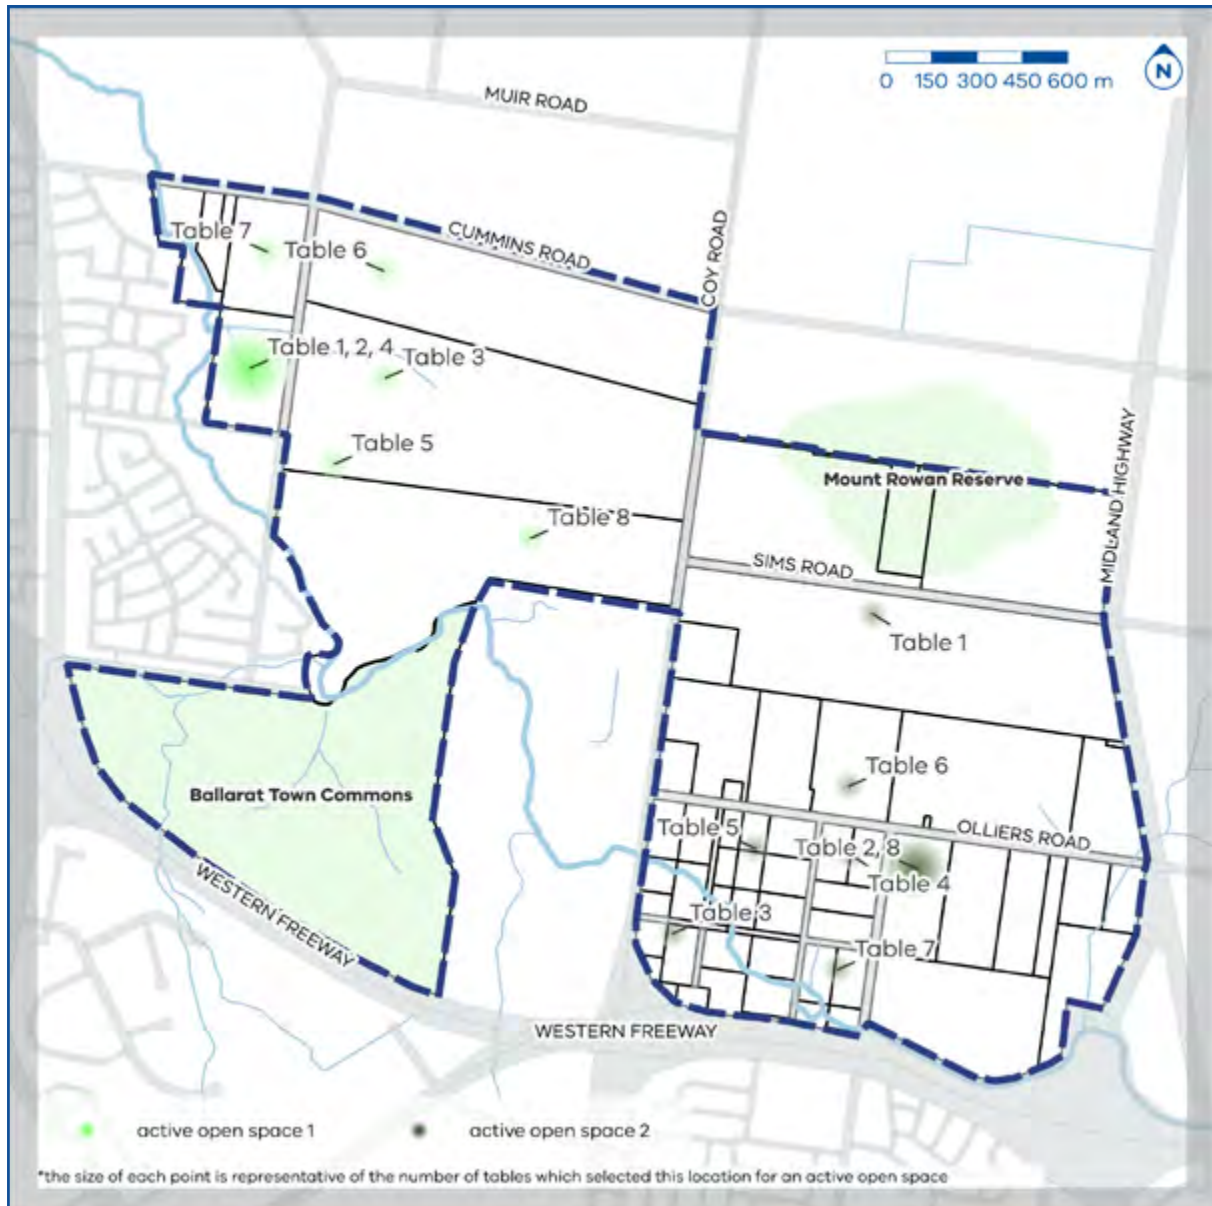 0 150 300 450 600 m
N
MUIR ROAD
CUMMINS ROAD
COY ROAD
Table 7
Table 6
Table 1, 2, 4
Table 3
Table 5
Table 8
Mount Rowan Reserve
MIDLAND HIGHWAY
SIMS ROAD
Table 1
Table 6
Ballarat Town Commons
OLLIERS ROAD
Table 5
Table 2, 8
Table 4
Table 3
Table 7
WESTERN FREEWAY
WESTERN FREEWAY
active open space 1
active open space 2
*the size of each point is representative of the number of tables which selected this location for an active open space